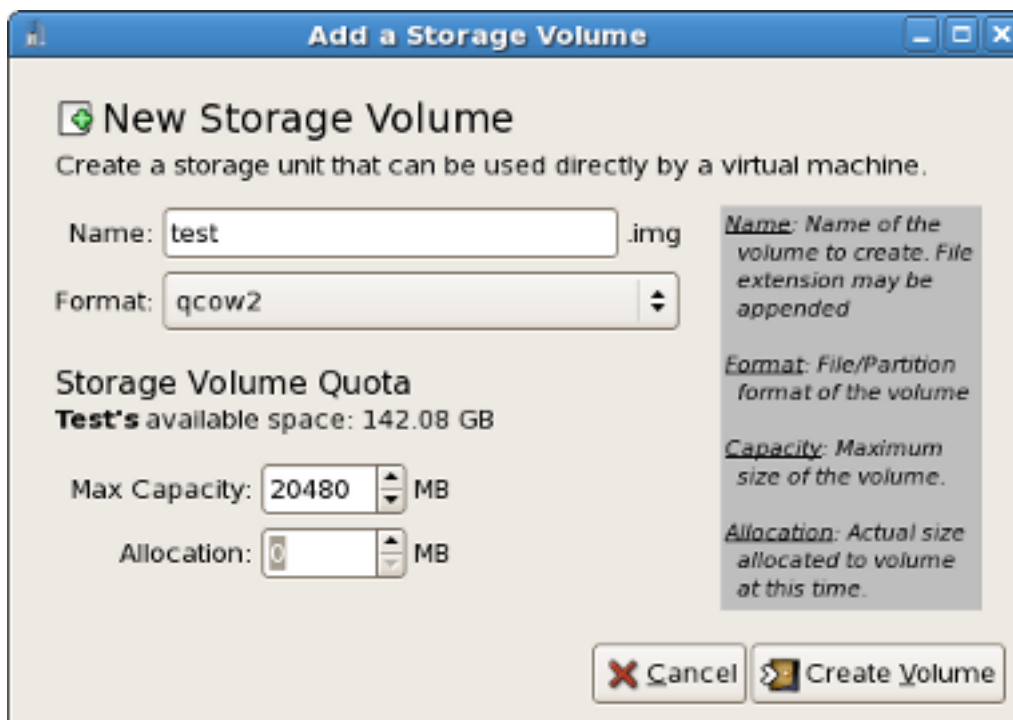 Add a Storage Volume
New Storage Volume
Create a storage unit that can be used directly by a virtual machine.
Name: test .img
Format: qcow2
Storage Volume Quota
Test's available space: 142.08 GB
Max Capacity: 20480 MB
Allocation: 0 MB
Name: Name of the
volume to create. File
extension may be
appended
Format: File/Partition
format of the volume
Capacity: Maximum
size of the volume.
Allocation: Actual size
allocated to volume
at this time.
Cancel
Create Volume